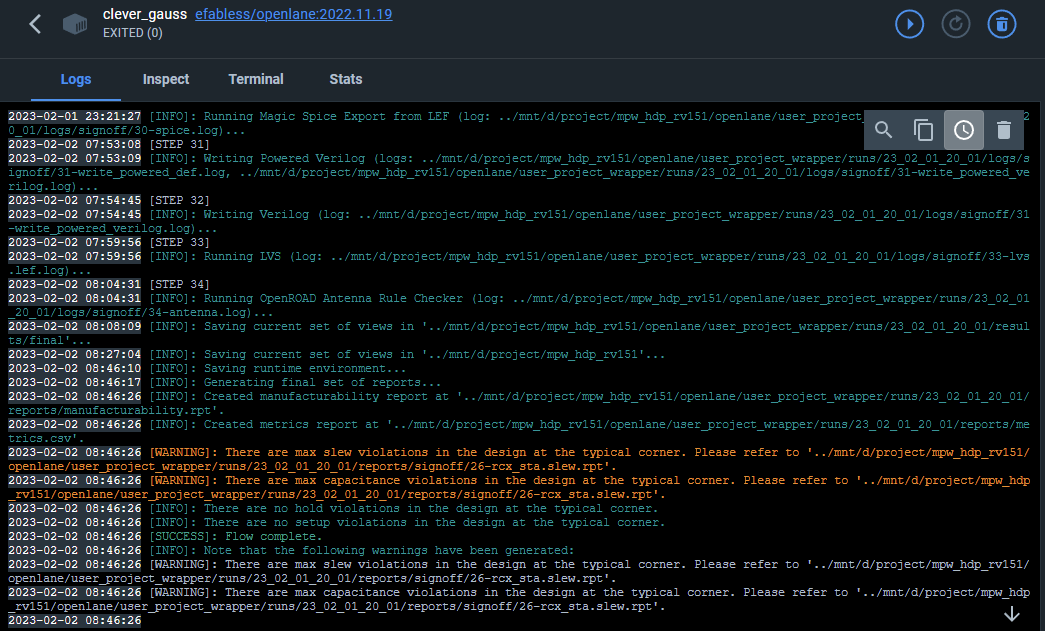 clever_gauss efabless/openlane:2022.11.19
EXITED (0)
Logs Inspect Terminal Stats
2023-02-01 23:21:27 [INFO]: Running Magic Spice Export from LEF (log: ../mnt/d/project/mpw_hdp_rv151/openlane/user_project_ 2
0_01/logs/signoff/30-spice.log)...
2023-02-02 07:53:08 [STEP 31]
2023-02-02 07:53:09 [INFO]: Writing Powered Verilog (logs: ../mnt/d/project/mpw_hdp_rv151/openlane/user_project_wrapper/runs/23_02_01_20_01/logs/s
ignoff/31-write_powered_def.log, ../mnt/d/project/mpw_hdp_rv151/openlane/user_project_wrapper/runs/23_02_01_20_01/logs/signoff/31-write_powered_ve
rilog.log)...
2023-02-02 07:54:45 [STEP 32]
2023-02-02 07:54:45 [INFO]: Writing Verilog (log: ../mnt/d/project/mpw_hdp_rv151/openlane/user_project_wrapper/runs/23_02_01_20_01/logs/signoff/31
-write_powered_verilog.log)...
2023-02-02 07:59:56 [STEP 33]
2023-02-02 07:59:56 [INFO]: Running LVS (log: ../mnt/d/project/mpw_hdp_rv151/openlane/user_project_wrapper/runs/23_02_01_20_01/logs/signoff/33-lvs
.lef.log)...
2023-02-02 08:04:31 [STEP 34]
2023-02-02 08:04:31 [INFO]: Running OpenROAD Antenna Rule Checker (log: ../mnt/d/project/mpw_hdp_rv151/openlane/user_project_wrapper/runs/23_02_01
_20_01/logs/signoff/34-antenna.log)...
2023-02-02 08:08:09 [INFO]: Saving current set of views in '../mnt/d/project/mpw_hdp_rv151/openlane/user_project_wrapper/runs/23_02_01_20_01/resul
ts/final'...
2023-02-02 08:27:04 [INFO]: Saving current set of views in '../mnt/d/project/mpw_hdp_rv151'...
2023-02-02 08:46:10 [INFO]: Saving runtime environment...
2023-02-02 08:46:17 [INFO]: Generating final set of reports...
2023-02-02 08:46:26 [INFO]: Created manufacturability report at '../mnt/d/project/mpw_hdp_rv151/openlane/user_project_wrapper/runs/23_02_01_20_01/
reports/manufacturability.rpt'.
2023-02-02 08:46:26 [INFO]: Created metrics report at '../mnt/d/project/mpw_hdp_rv151/openlane/user_project_wrapper/runs/23_02_01_20_01/reports/me
trics.csv'.
2023-02-02 08:46:26 [WARNING]: There are max slew violations in the design at the typical corner. Please refer to '../mnt/d/project/mpw_hdp_rv151/
openlane/user_project_wrapper/runs/23_02_01_20_01/reports/signoff/26-rcx_sta.slew.rpt'.
2023-02-02 08:46:26 [WARNING]: There are max capacitance violations in the design at the typical corner. Please refer to '../mnt/d/project/mpw_hdp
_rv151/openlane/user_project_wrapper/runs/23_02_01_20_01/reports/signoff/26-rcx_sta.slew.rpt'.
2023-02-02 08:46:26 [INFO]: There are no hold violations in the design at the typical corner.
2023-02-02 08:46:26 [INFO]: There are no setup violations in the design at the typical corner.
2023-02-02 08:46:26 [SUCCESS]: Flow complete.
2023-02-02 08:46:26 [INFO]: Note that the following warnings have been generated:
2023-02-02 08:46:26 [WARNING]: There are max slew violations in the design at the typical corner. Please refer to '../mnt/d/project/mpw_hdp_rv151/
openlane/user_project_wrapper/runs/23_02_01_20_01/reports/signoff/26-rcx_sta.slew.rpt'.
2023-02-02 08:46:26 [WARNING]: There are max capacitance violations in the design at the typical corner. Please refer to '../mnt/d/project/mpw_hdp
_rv151/openlane/user_project_wrapper/runs/23_02_01_20_01/reports/signoff/26-rcx_sta.slew.rpt'.
2023-02-02 08:46:26